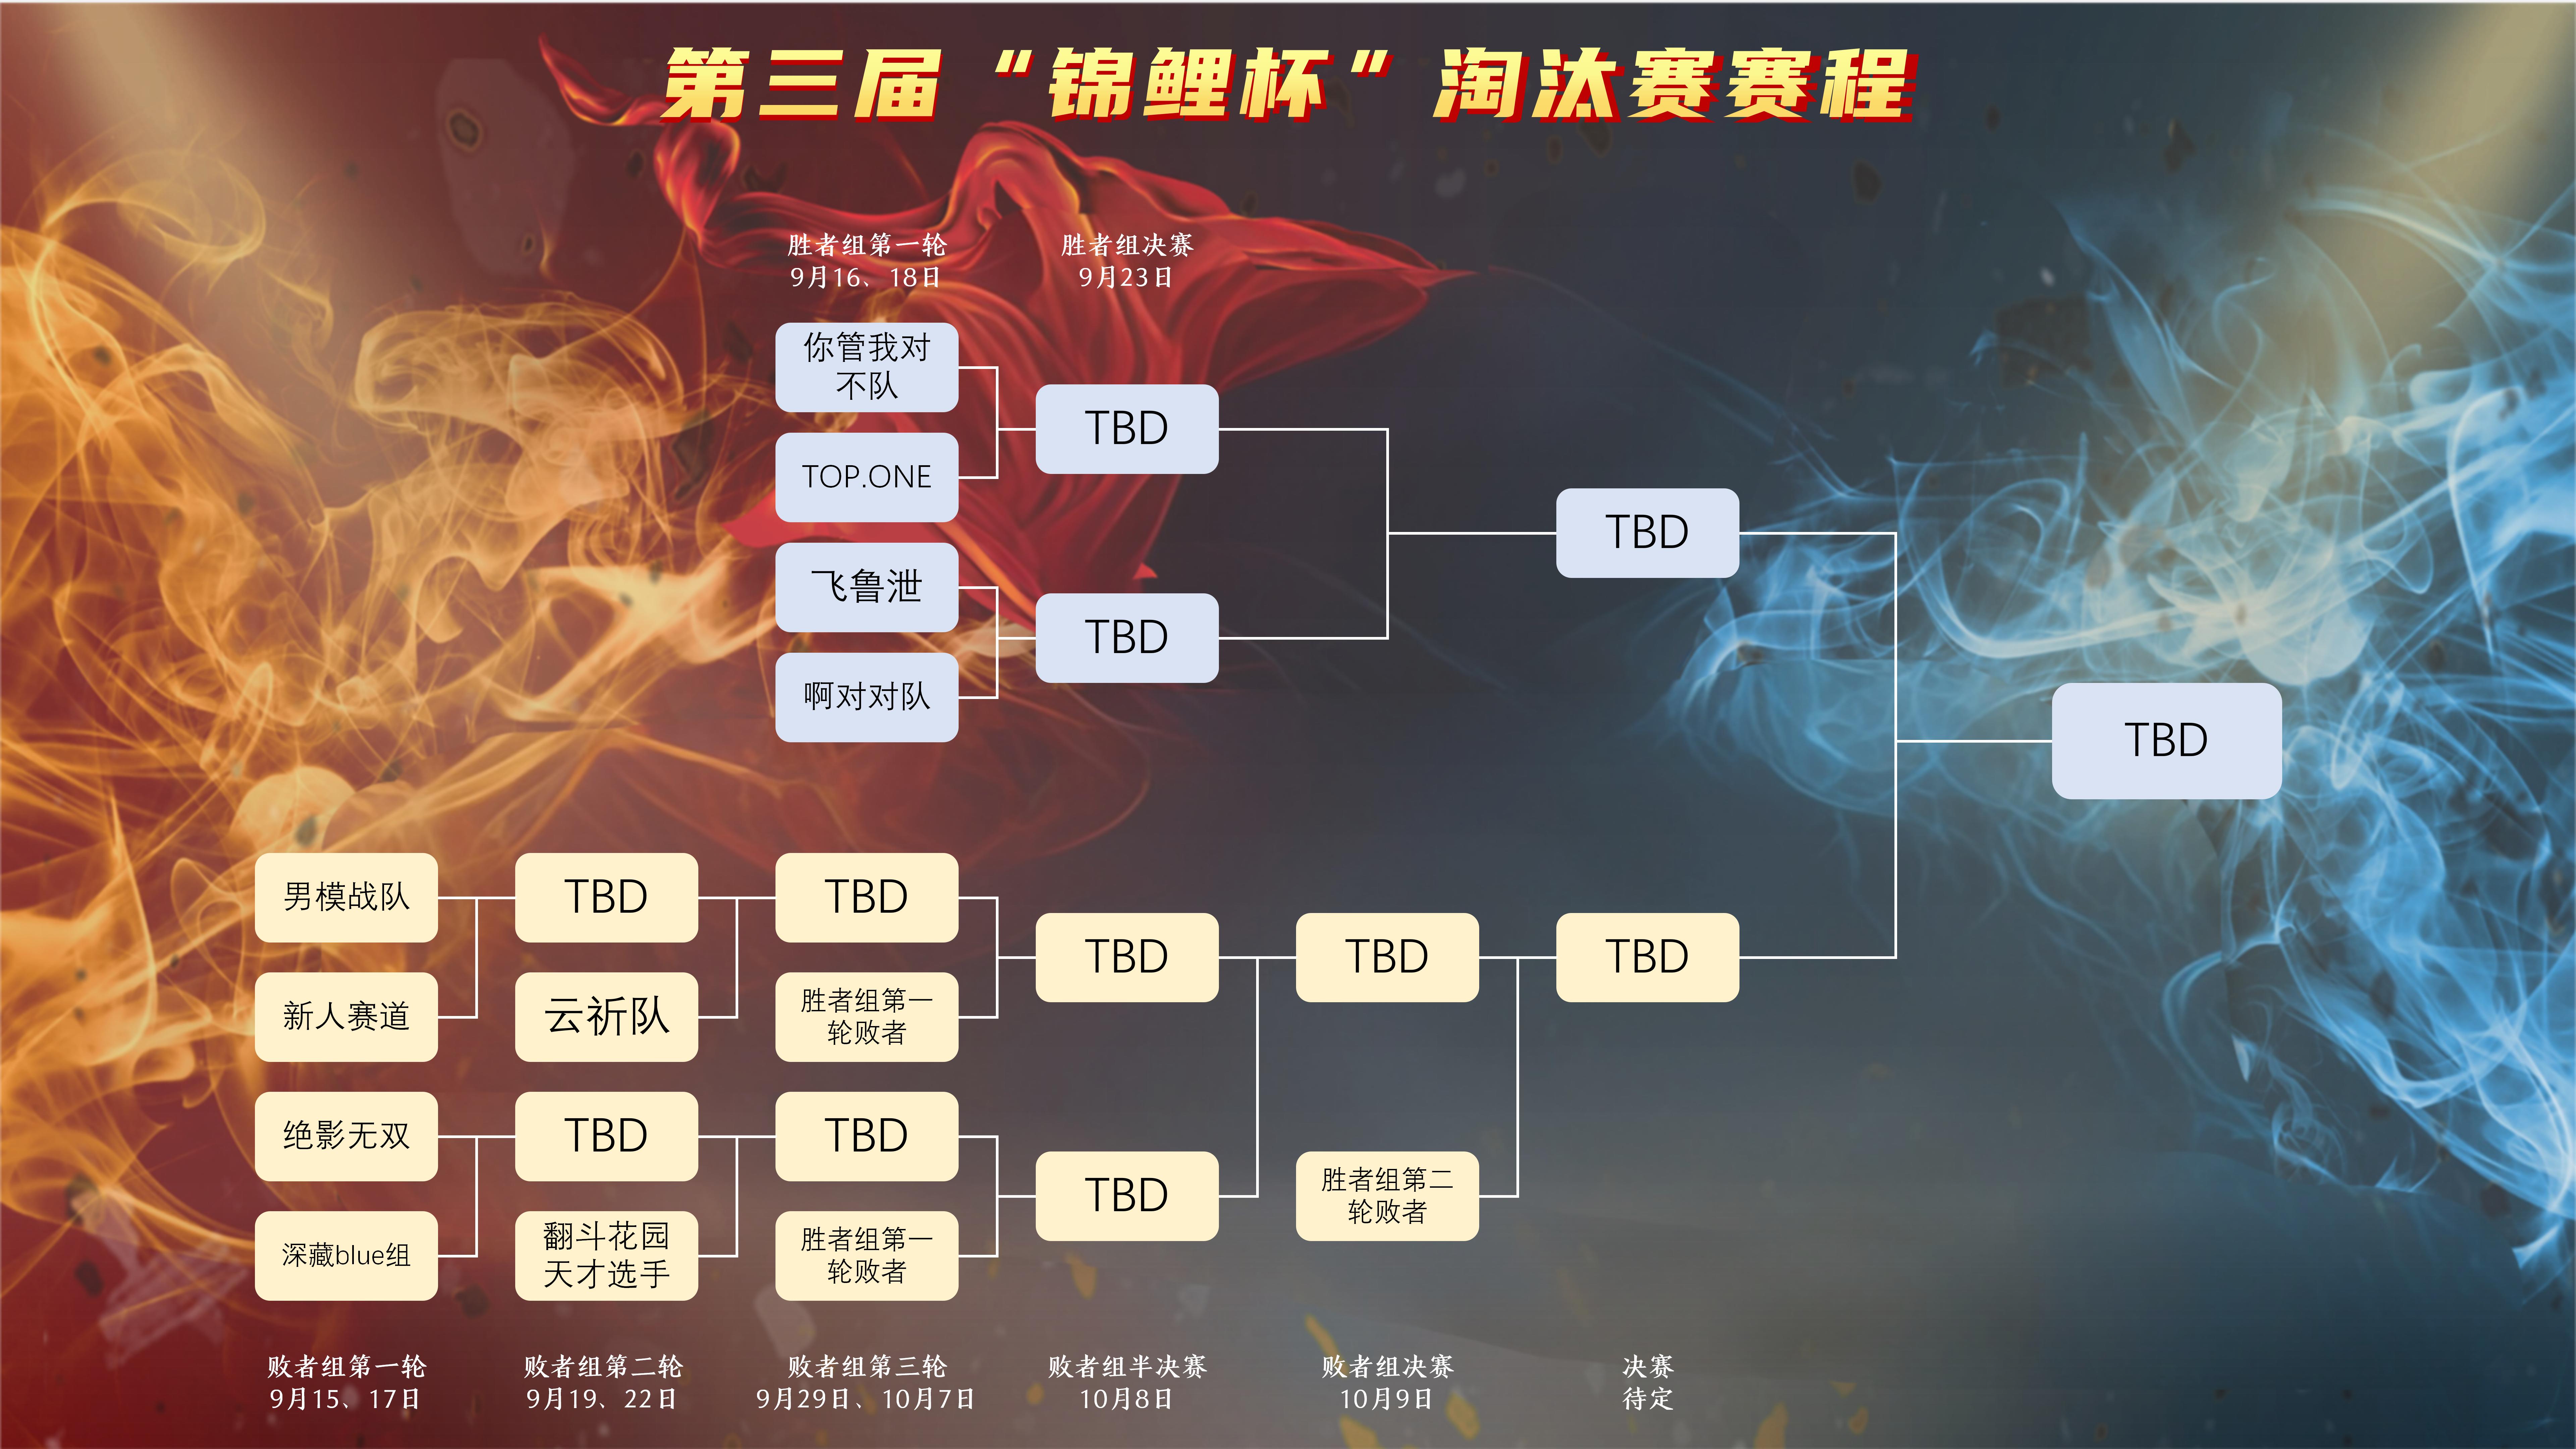 第三届“锦鲤杯”淘汰赛赛程
胜者组第一轮
9月16、18日
胜者组决赛
9月23日
你管我对
不队
TOP.ONE
飞鲁泄
啊对对队
TBD
TBD
TBD
TBD
男模战队
新人赛道
绝影无双
深藏blue组
TBD
云祈队
TBD
翻斗花园
天才选手
TBD
胜者组第一
轮败者
TBD
胜者组第一
轮败者
TBD
TBD
TBD
胜者组第二
轮败者
TBD
败者组第一轮
9月15、17日
败者组第二轮
9月19、22日
败者组第三轮
9月29日、10月7日
败者组半决赛
10月8日
败者组决赛
10月9日
决赛
待定